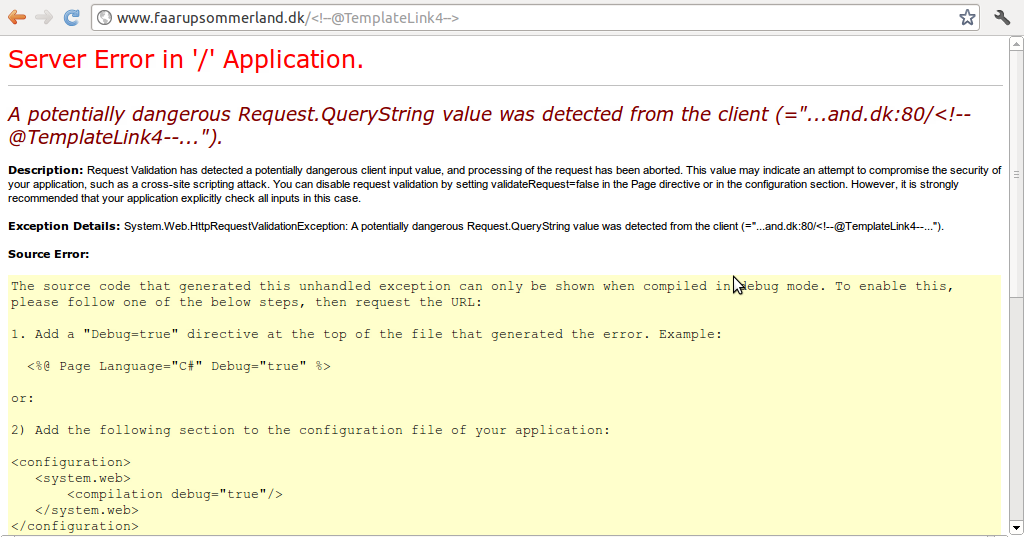 www.faarupsommerland.dk/<!--@TemplateLink4-->
Server Error in '/' Application.
A potentially dangerous Request.QueryString value was detected from the client (="...and.dk:80/<!--
@TemplateLink4--...").
Description: Request Validation has detected a potentially dangerous client input value, and processing of the request has been aborted. This value may indicate an attempt to compromise the security of
your application, such as a cross-site scripting attack. You can disable request validation by setting validateRequest=false in the Page directive or in the configuration section. However, it is strongly
recommended that your application explicitly check all inputs in this case.
Exception Details: System.Web.HttpRequestValidationException: A potentially dangerous Request.QueryString value was detected from the client (="...and.dk:80/<!--@TemplateLink4--...").
Source Error:
The source code that generated this unhandled exception can only be shown when compiled in debug mode. To enable this,
please follow one of the below steps, then request the URL:
1. Add a "Debug=true" directive at the top of the file that generated the error. Example:
<%@ Page Language="C#" Debug="true" %>
or:
2) Add the following section to the configuration file of your application:
<configuration>
<system.web>
<compilation debug="true"/>
</system.web>
</configuration>